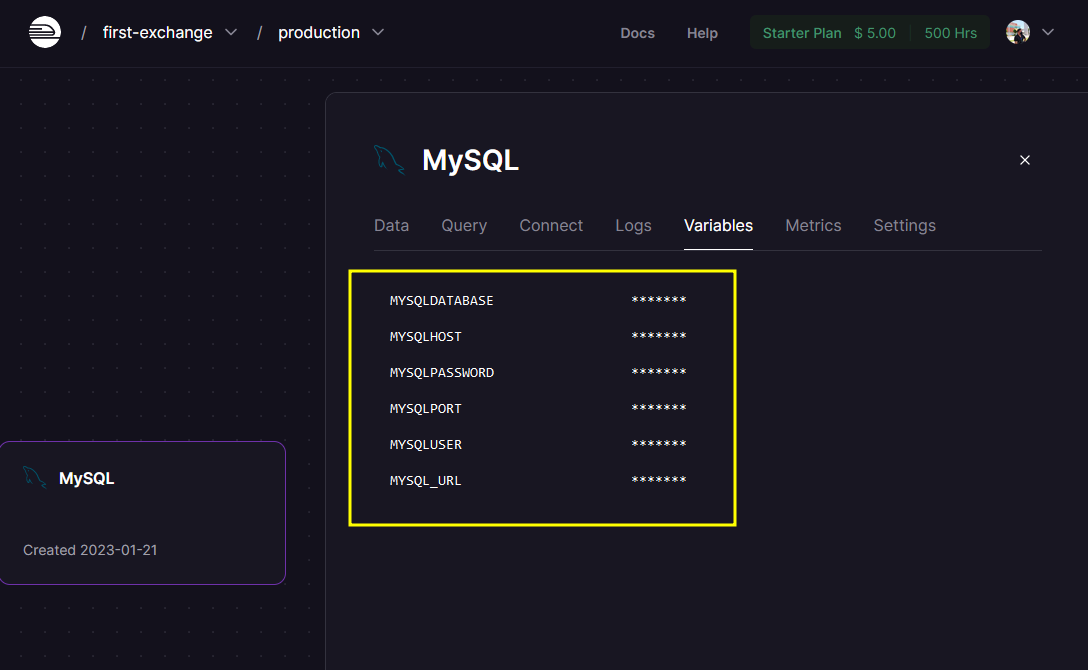 / first-exchange / production Docs Help Starter Plan $ 5.00 500 Hrs
MySQL
Data Query Connect Logs Variables Metrics Settings
MYSQLDATABASE *******
MYSQLHOST *******
MYSQLPASSWORD *******
MYSQLPORT *******
MYSQLUSER *******
MYSQL_URL *******
MySQL
Created 2023-01-21